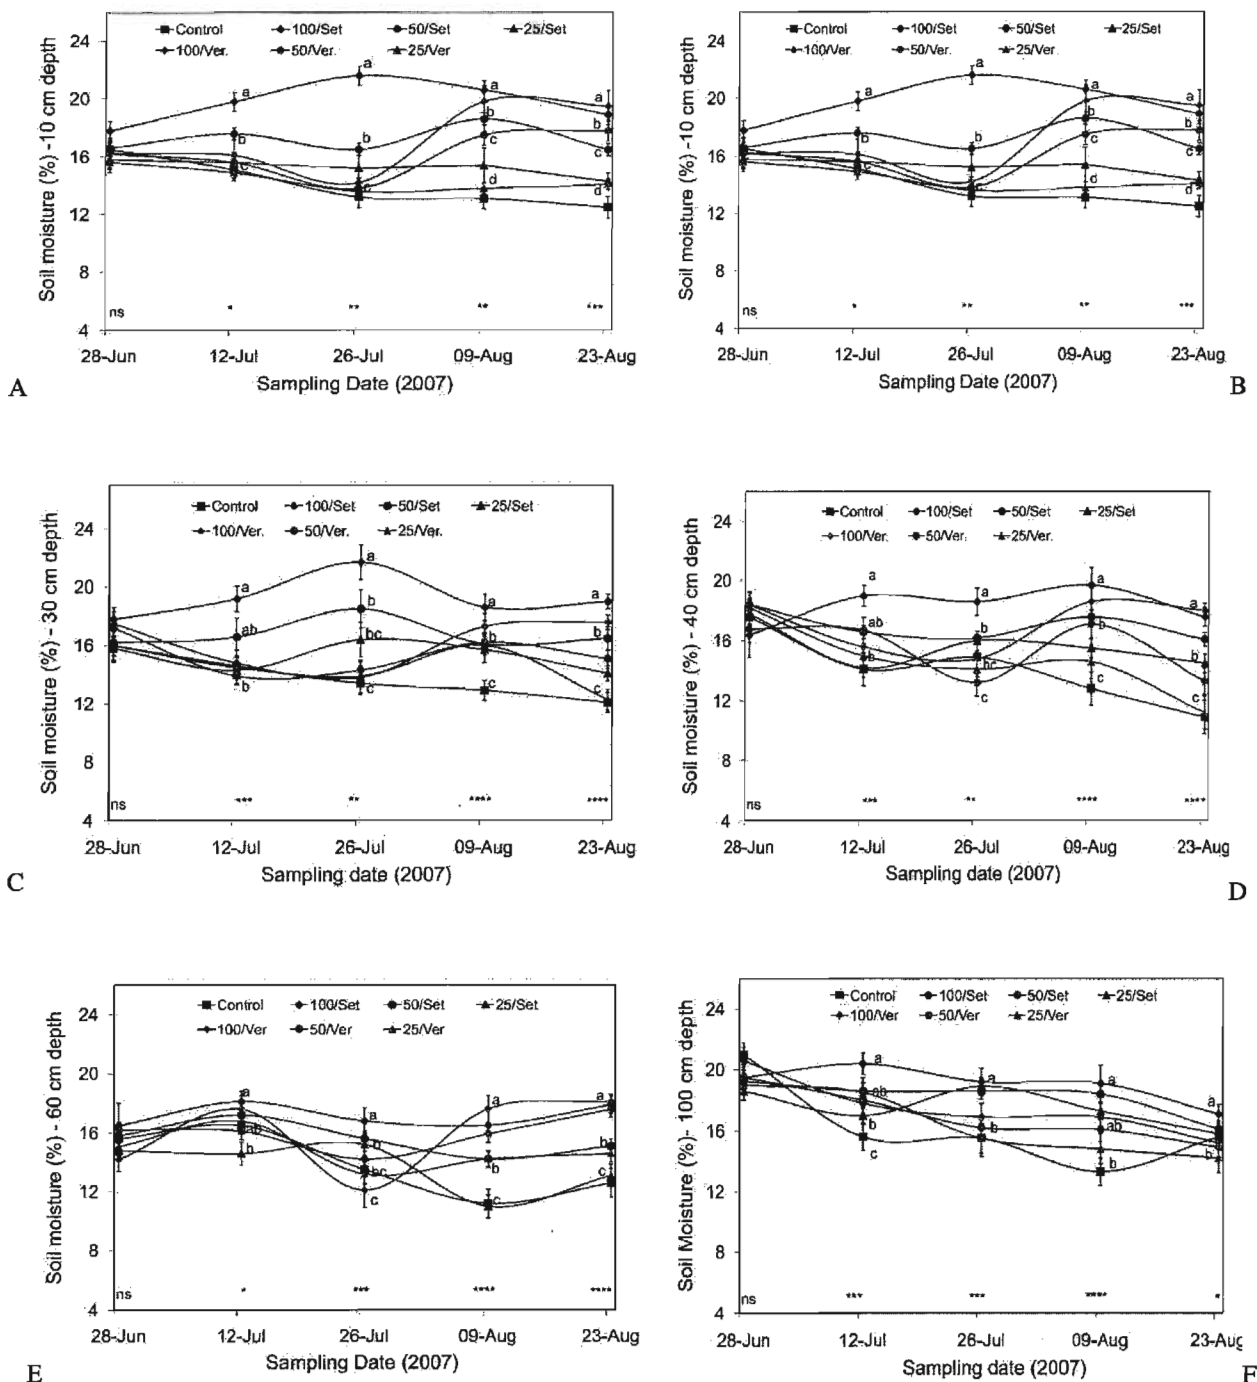 24
■Control ◆100/Set ●50/Set ▲25/Set
◆100/Ver. ●50/Ver. ▲25/Ver
20
16
12
8
4
Soil moisture (%) -10 cm depth
a a a a
b b b b
c c c c
d d
ns * ** ** ***
28-Jun 12-Jul 26-Jul 09-Aug 23-Aug
Sampling Date (2007)
A
24
■Control ◆100/Set ●50/Set ▲25/Set
◆100/Ver. ●50/Ver. ▲25/Ver
20
16
12
8
4
Soil moisture (%) -10 cm depth
a a a a
b b b b
c c c c
d d
ns * ** ** ***
28-Jun 12-Jul 26-Jul 09-Aug 23-Aug
Sampling Date (2007)
B
■Control ◆100/Set ●50/Set ▲25/Set
◆100/Ver. ●50/Ver. ▲25/Ver.
24
20
16
12
8
4
Soil moisture (%) - 30 cm depth
a a a a
ab b b b
b bc c c
c
ns *** ** **** ****
28-Jun 12-Jul 26-Jul 09-Aug 23-Aug
Sampling date (2007)
C
■Control ◆100/Set ●50/Set ▲25/Set
◆100/Ver. ●50/Ver. ▲25/Ver.
24
20
16
12
8
4
Soil moisture (%) - 40 cm depth
a a a a
ab b b b
b bc c c
c
ns *** ** **** ****
28-Jun 12-Jul 26-Jul 09-Aug 23-Aug
Sampling date (2007)
D
■Control ◆100/Set ●50/Set ▲25/Set
◆100/Ver ●50/Ver ▲25/Ver
24
20
16
12
8
4
Soil moisture (%) - 60 cm depth
a a a
ab b b
b bc c c
c
ns * *** **** ****
28-Jun 12-Jul 26-Jul 09-Aug 23-Aug
Sampling Date (2007)
E
■Control ●100/Set ●50/Set ▲25/Set
◆100/Ver ●50/Ver ▲25/Ver
24
20
16
12
8
4
Soil Moisture (%)- 100 cm depth
a a a a
ab b ab b
b b
c
ns *** *** **** *
28-Jun 12-Jul 26-Jul 09-Aug 23-Aug
Sampling date (2007)
F